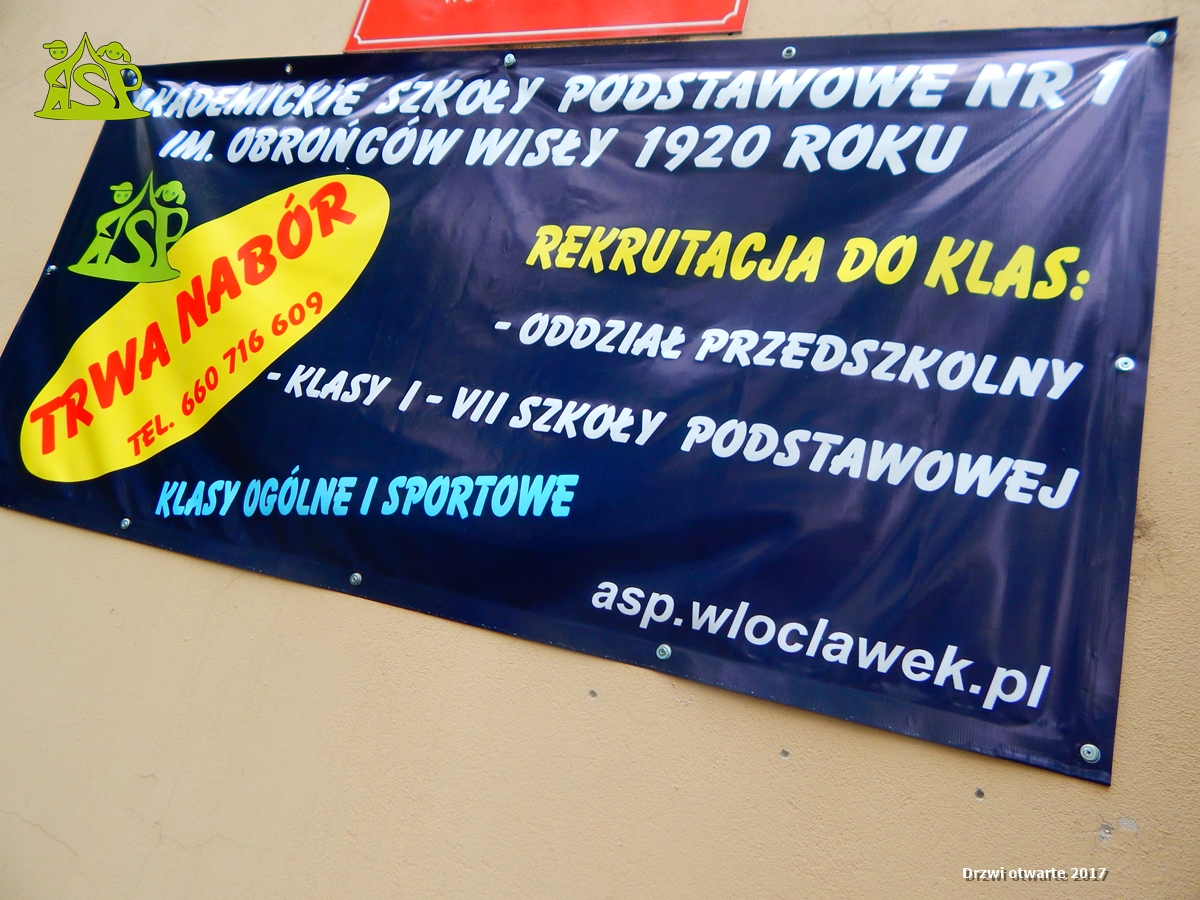 ASP
AKADEMICKIE SZKOŁY PODSTAWOWE NR 1
IM. OBROŃCÓW WISŁY 1920 ROKU
ASP
TRWA NABÓR
TEL. 660 716 609
REKRUTACJA DO KLAS:
- ODDZIAŁ PRZEDSZKOLNY
- KLASY I - VII SZKOŁY PODSTAWOWEJ
KLASY OGÓLNE I SPORTOWE
asp.wloclawek.pl
Drzwi otwarte 2017